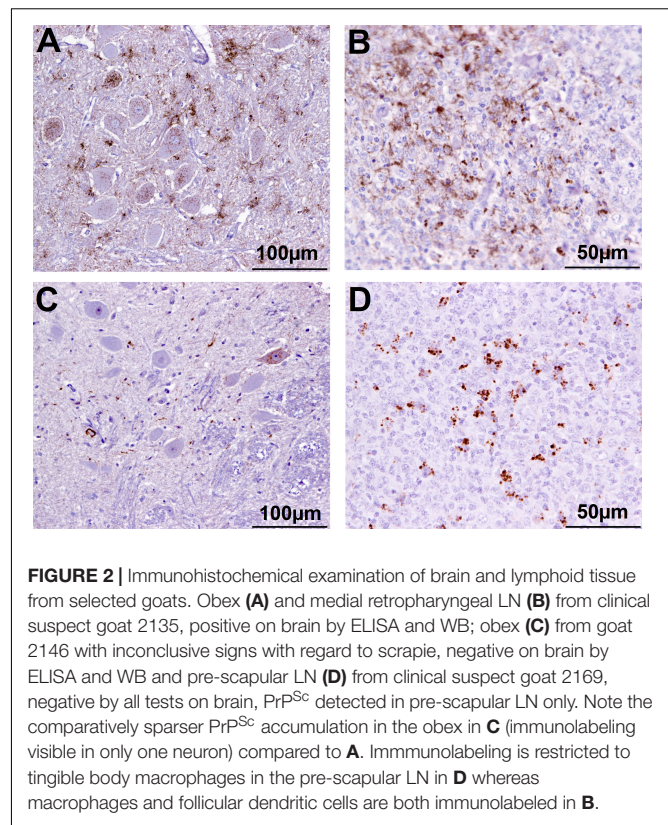 A
B
100µm
50µm
C
D
100µm
50µm
FIGURE 2 | Immunohistochemical examination of brain and lymphoid tissue
from selected goats. Obex (A) and medial retropharyngeal LN (B) from clinical
suspect goat 2135, positive on brain by ELISA and WB; obex (C) from goat
2146 with inconclusive signs with regard to scrapie, negative on brain by
ELISA and WB and pre-scapular LN (D) from clinical suspect goat 2169,
negative by all tests on brain, PrPSc detected in pre-scapular LN only. Note the
comparatively sparser PrPSc accumulation in the obex in C (immunolabeling
visible in only one neuron) compared to A. Immmunolabeling is restricted to
tingible body macrophages in the pre-scapular LN in D whereas
macrophages and follicular dendritic cells are both immunolabeled in B.